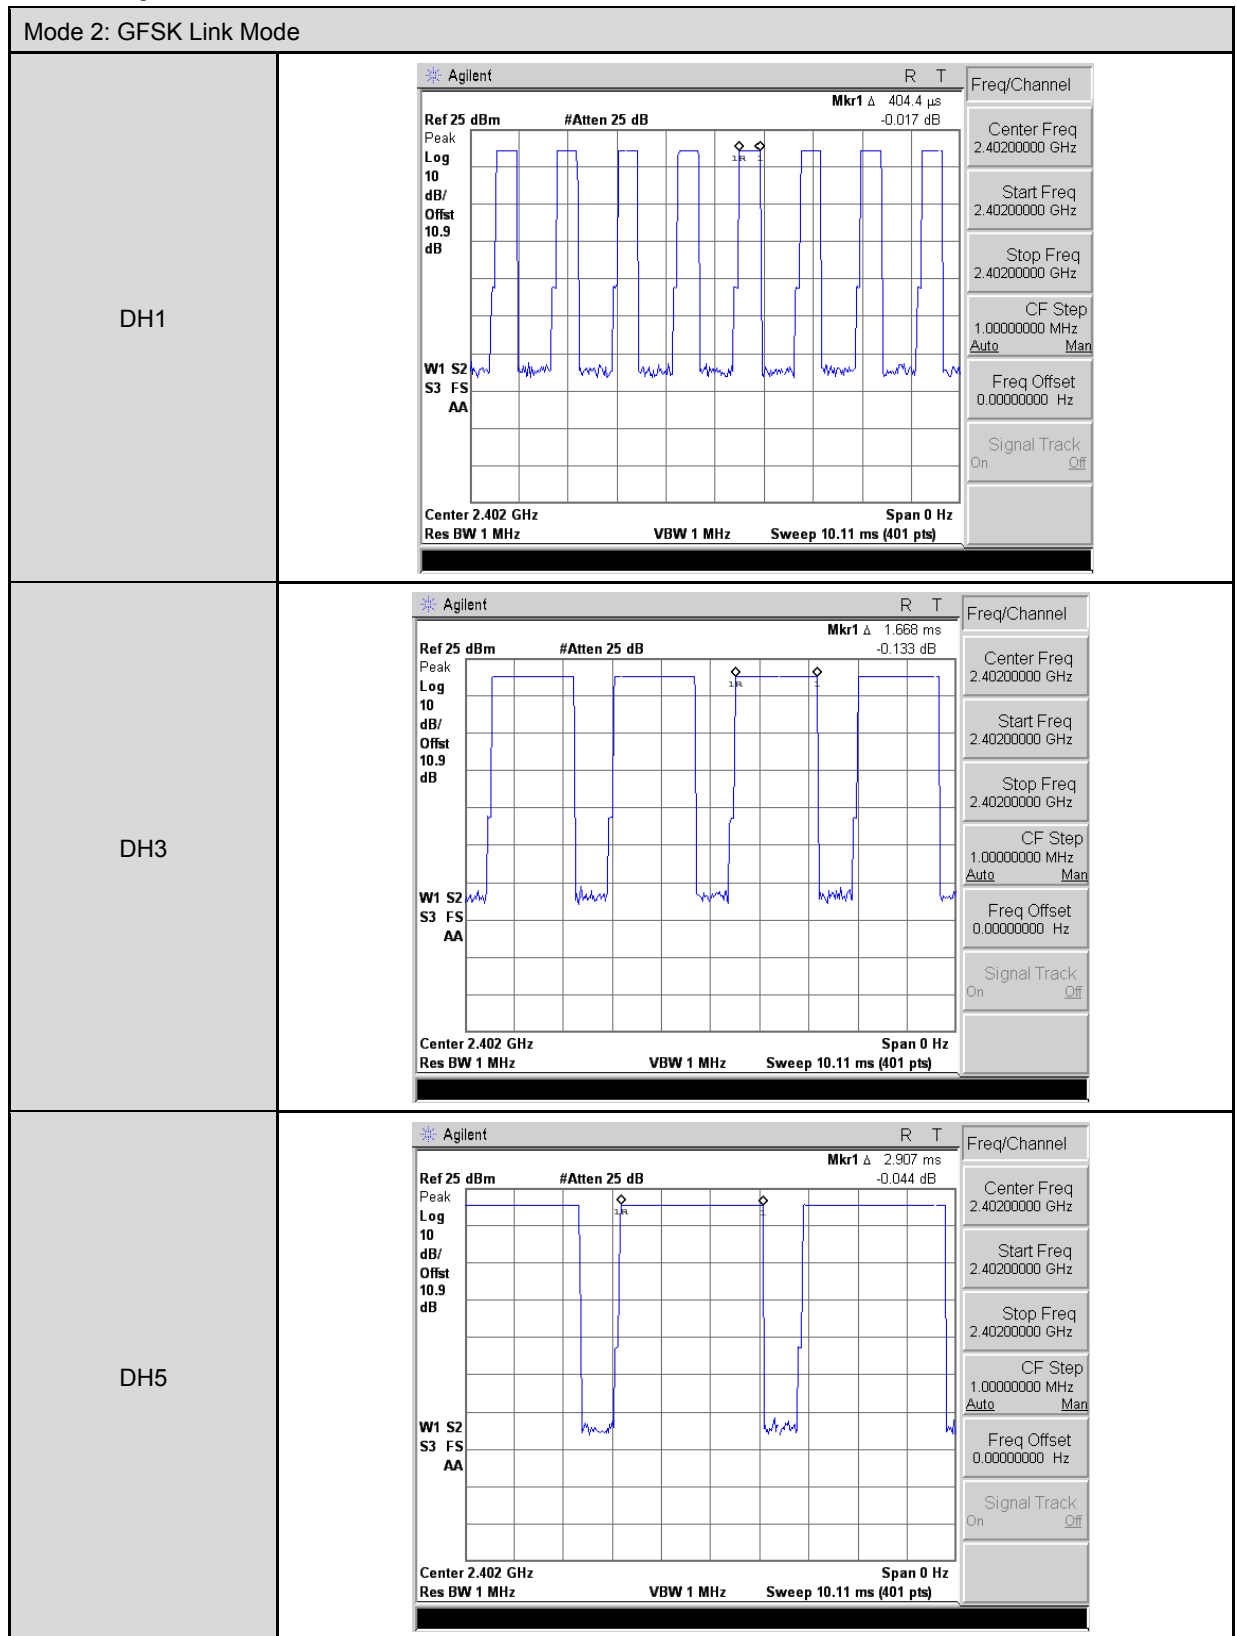 Mode 2: GFSK Link Mode
DH1
Agilent
R T
Mkr1 Δ 404.4 µs
Ref 25 dBm #Atten 25 dB -0.017 dB
Peak
Log
10
dB/
Offst
10.9
dB
1R 1
W1 S2
S3 FS
AA
Center 2.402 GHz Span 0 Hz
Res BW 1 MHz VBW 1 MHz Sweep 10.11 ms (401 pts)
Freq/Channel
Center Freq
2.40200000 GHz
Start Freq
2.40200000 GHz
Stop Freq
2.40200000 GHz
CF Step
1.00000000 MHz
Auto Man
Freq Offset
0.00000000 Hz
Signal Track
On Off
DH3
Agilent
R T
Mkr1 Δ 1.668 ms
Ref 25 dBm #Atten 25 dB -0.133 dB
Peak
Log
10
dB/
Offst
10.9
dB
1R 1
W1 S2
S3 FS
AA
Center 2.402 GHz Span 0 Hz
Res BW 1 MHz VBW 1 MHz Sweep 10.11 ms (401 pts)
Freq/Channel
Center Freq
2.40200000 GHz
Start Freq
2.40200000 GHz
Stop Freq
2.40200000 GHz
CF Step
1.00000000 MHz
Auto Man
Freq Offset
0.00000000 Hz
Signal Track
On Off
DH5
Agilent
R T
Mkr1 Δ 2.907 ms
Ref 25 dBm #Atten 25 dB -0.044 dB
Peak
Log
10
dB/
Offst
10.9
dB
1R 1
W1 S2
S3 FS
AA
Center 2.402 GHz Span 0 Hz
Res BW 1 MHz VBW 1 MHz Sweep 10.11 ms (401 pts)
Freq/Channel
Center Freq
2.40200000 GHz
Start Freq
2.40200000 GHz
Stop Freq
2.40200000 GHz
CF Step
1.00000000 MHz
Auto Man
Freq Offset
0.00000000 Hz
Signal Track
On Off